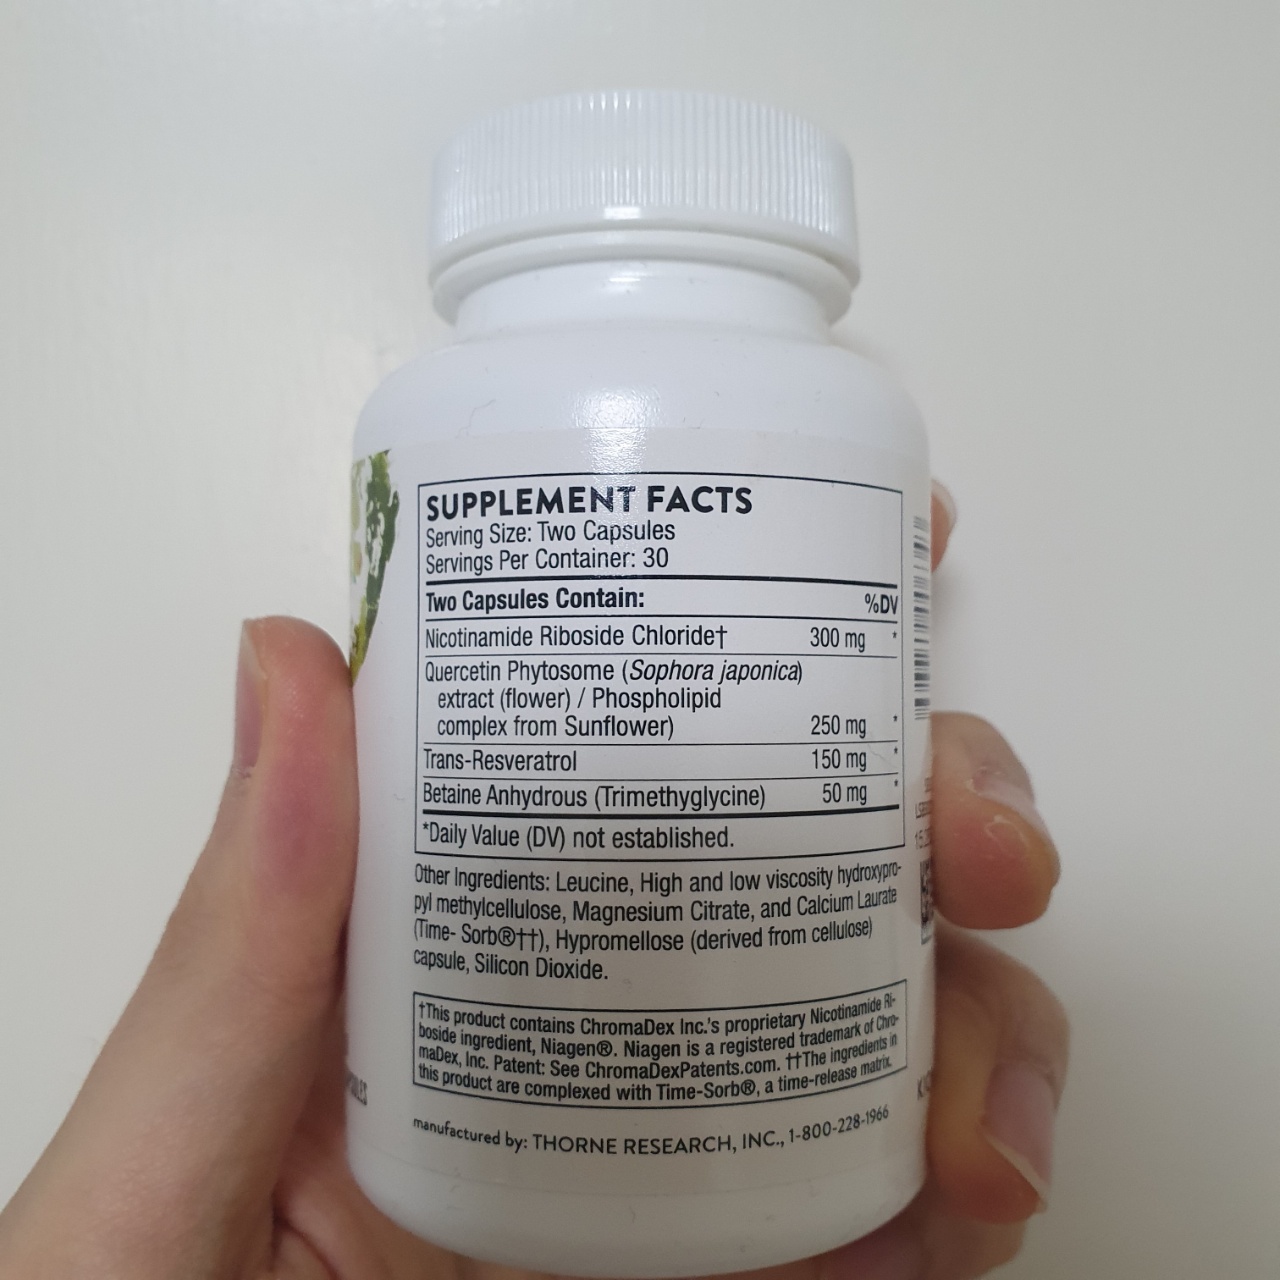 SUPPLEMENT FACTS
Serving Size: Two Capsules
Servings Per Container: 30
Two Capsules Contain: %DV
Nicotinamide Riboside Chloride† 300 mg *
Quercetin Phytosome (Sophora japonica)
extract (flower) / Phospholipid
complex from Sunflower) 250 mg *
Trans-Resveratrol 150 mg *
Betaine Anhydrous (Trimethyglycine) 50 mg *
*Daily Value (DV) not established.
Other Ingredients: Leucine, High and low viscosity hydroxypro-
pyl methylcellulose, Magnesium Citrate, and Calcium Laurate
(Time- Sorb®††), Hypromellose (derived from cellulose)
capsule, Silicon Dioxide.
†This product contains ChromaDex Inc.'s proprietary Nicotinamide Ri-
boside ingredient, Niagen®. Niagen is a registered trademark of Chro-
maDex, Inc. Patent: See ChromaDexPatents.com. ††The ingredients in
this product are complexed with Time-Sorb®, a time-release matrix.
manufactured by: THORNE RESEARCH, INC., 1-800-228-1966